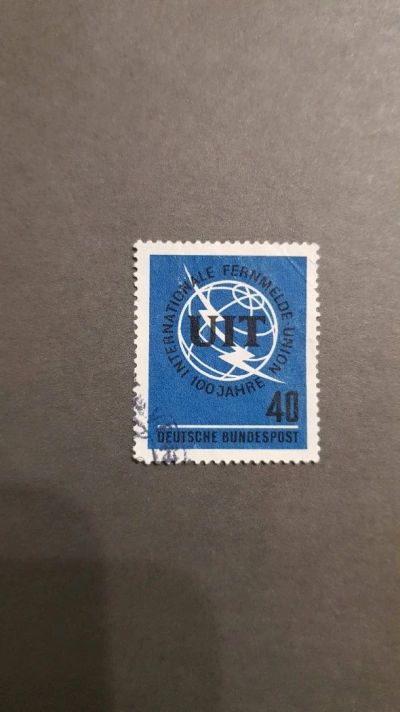 INTERNATIONALE FERNMELDE-UNION
100 JAHRE
UIT
40
DEUTSCHE BUNDESPOST